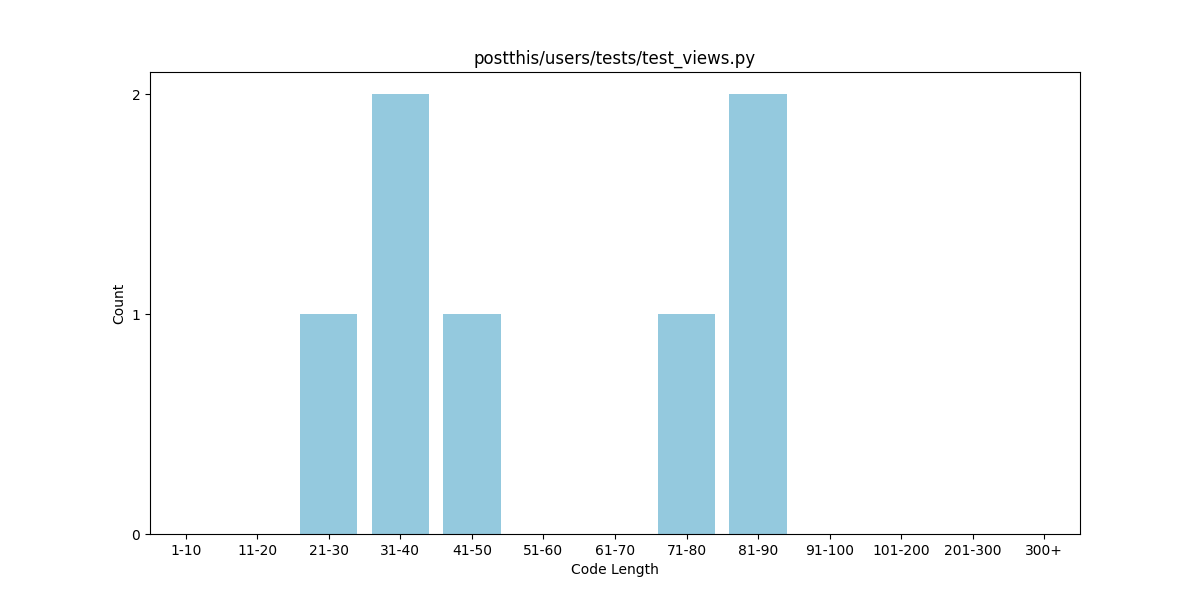 postthis/users/tests/test_views.py
2
1
0
Count
1-10 11-20 21-30 31-40 41-50 51-60 61-70 71-80 81-90 91-100 101-200 201-300 300+
Code Length